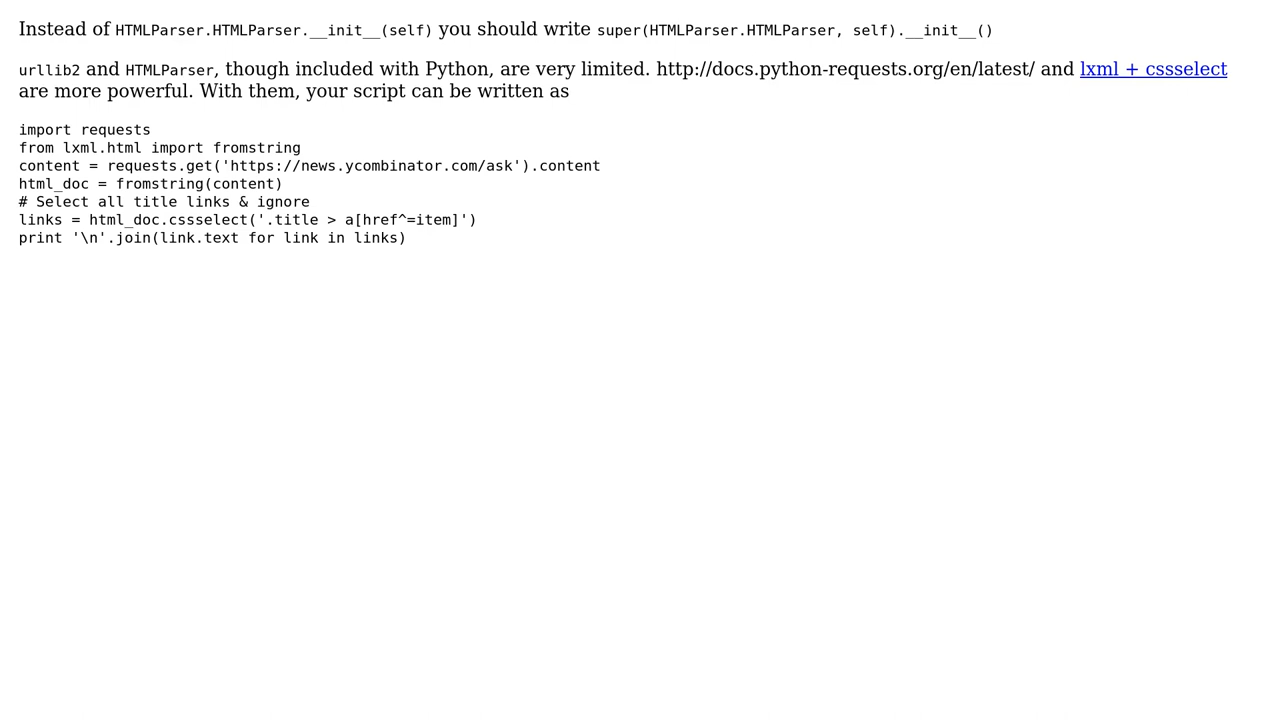 Instead of HTMLParser.HTMLParser.__init__(self) you should write super(HTMLParser.HTMLParser, self).__init__()
urllib2 and HTMLParser, though included with Python, are very limited. http://docs.python-requests.org/en/latest/ and lxml + cssselect
are more powerful. With them, your script can be written as
import requests
from lxml.html import fromstring
content = requests.get('https://news.ycombinator.com/ask').content
html_doc = fromstring(content)
# Select all title links & ignore
links = html_doc.cssselect('.title > a[href^=item]')
print '\n'.join(link.text for link in links)